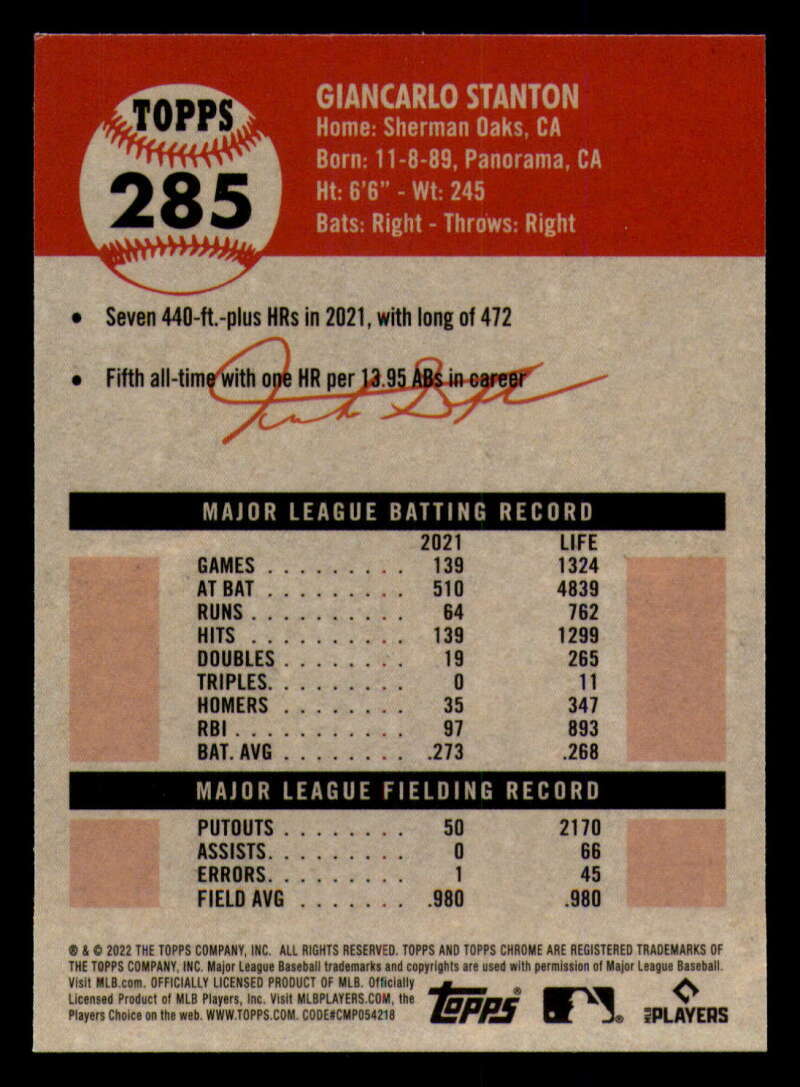 TOPPS
285
GIANCARLO STANTON
Home: Sherman Oaks, CA
Born: 11-8-89, Panorama, CA
Ht: 6'6" - Wt: 245
Bats: Right - Throws: Right
• Seven 440-ft.-plus HRs in 2021, with long of 472
• Fifth all-time with one HR per 13.95 ABs in career
MAJOR LEAGUE BATTING RECORD
2021 LIFE
GAMES . . . . . . . . . 139 1324
AT BAT . . . . . . . . . 510 4839
RUNS . . . . . . . . . . 64 762
HITS . . . . . . . . . . 139 1299
DOUBLES . . . . . . . . 19 265
TRIPLES. . . . . . . . . 0 11
HOMERS . . . . . . . . 35 347
RBI . . . . . . . . . . . 97 893
BAT. AVG . . . . . . . . .273 .268
MAJOR LEAGUE FIELDING RECORD
PUTOUTS . . . . . . . . 50 2170
ASSISTS. . . . . . . . . 0 66
ERRORS. . . . . . . . . 1 45
FIELD AVG . . . . . . . .980 .980
® & © 2022 THE TOPPS COMPANY, INC. ALL RIGHTS RESERVED. TOPPS AND TOPPS CHROME ARE REGISTERED TRADEMARKS OF
THE TOPPS COMPANY, INC. Major League Baseball trademarks and copyrights are used with permission of Major League Baseball.
Visit MLB.com. OFFICIALLY LICENSED PRODUCT OF MLB. Officially
Licensed Product of MLB Players, Inc. Visit MLBPLAYERS.COM, the
Players Choice on the web. WWW.TOPPS.COM. CODE#CMP054218
Topps®
MLB PLAYERS